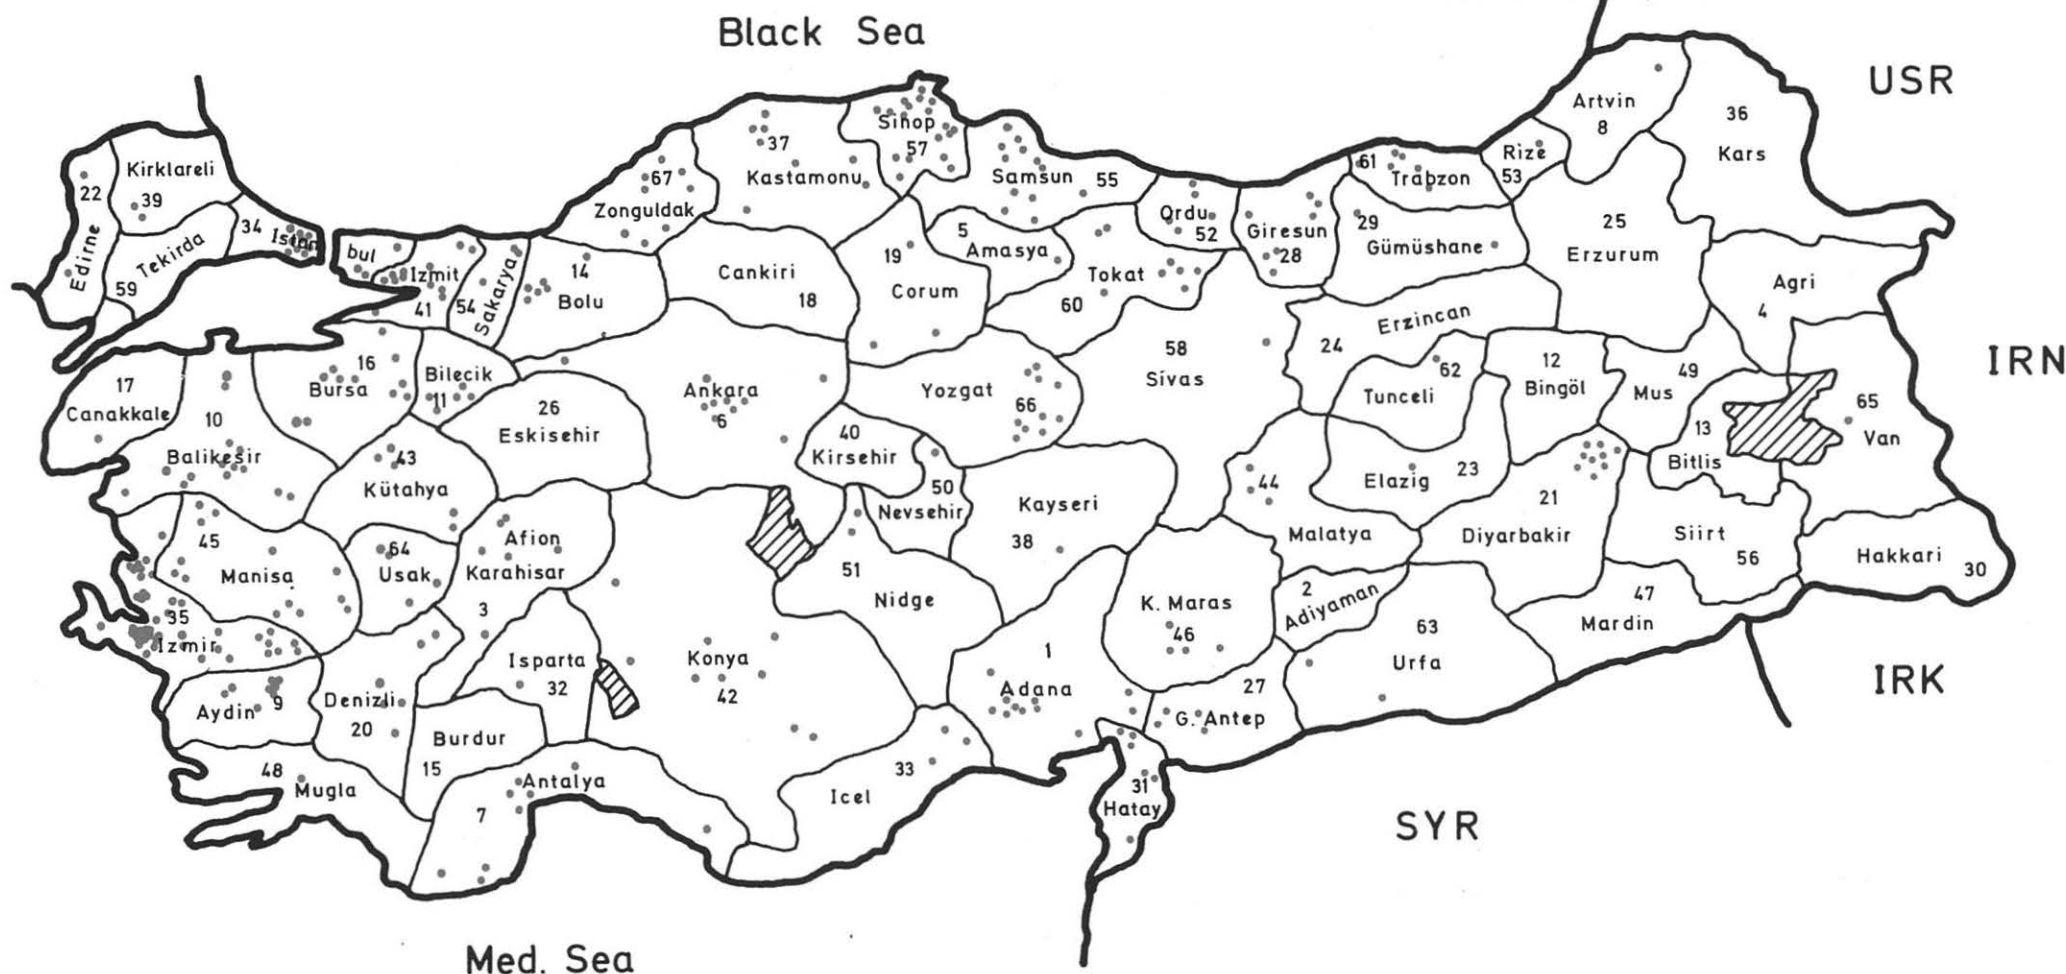 Black Sea
USR
Artvin
8
36
Kars
Sinop
57
37
Kastamonu
Samsun 55
61
Trabzon
Rize
53
Kirklareli
39
22
Edirne
67
Zonguldak
34 Istan
bul
Tekirda
59
Izmit
41
54
Sakarya
14
Bolu
Cankiri
18
19
Corum
5
Amasya
Tokat
60
Ordu
52
Giresun
28
29
Gümüshane
25
Erzurum
Agri
4
IRN
Erzincan
24
58
Sivas
62
Tunceli
12
Bingöl
49
Mus
13
Bitlis
65
Van
17
Canakkale
10
Balikesir
16
Bursa
Bilecik
11
26
Eskisehir
Ankara
6
Yozgat
66
40
Kirsehir
43
Kütahya
50
Nevsehir
Kayseri
38
44
Malatya
Elazig 23
21
Diyarbakir
Siirt
56
Hakkari 30
45
Manisa
64
Usak
Afion
Karahisar
3
51
Nidge
K. Maras
46
2
Adiyaman
63
Urfa
47
Mardin
IRK
35
Izmir
Isparta
32
Konya
42
1
Adana
27
G. Antep
Aydin 9
Denizli
20
Burdur
15
48
Mugla
7
Antalya
33
Icel
31
Hatay
SYR
Med. Sea